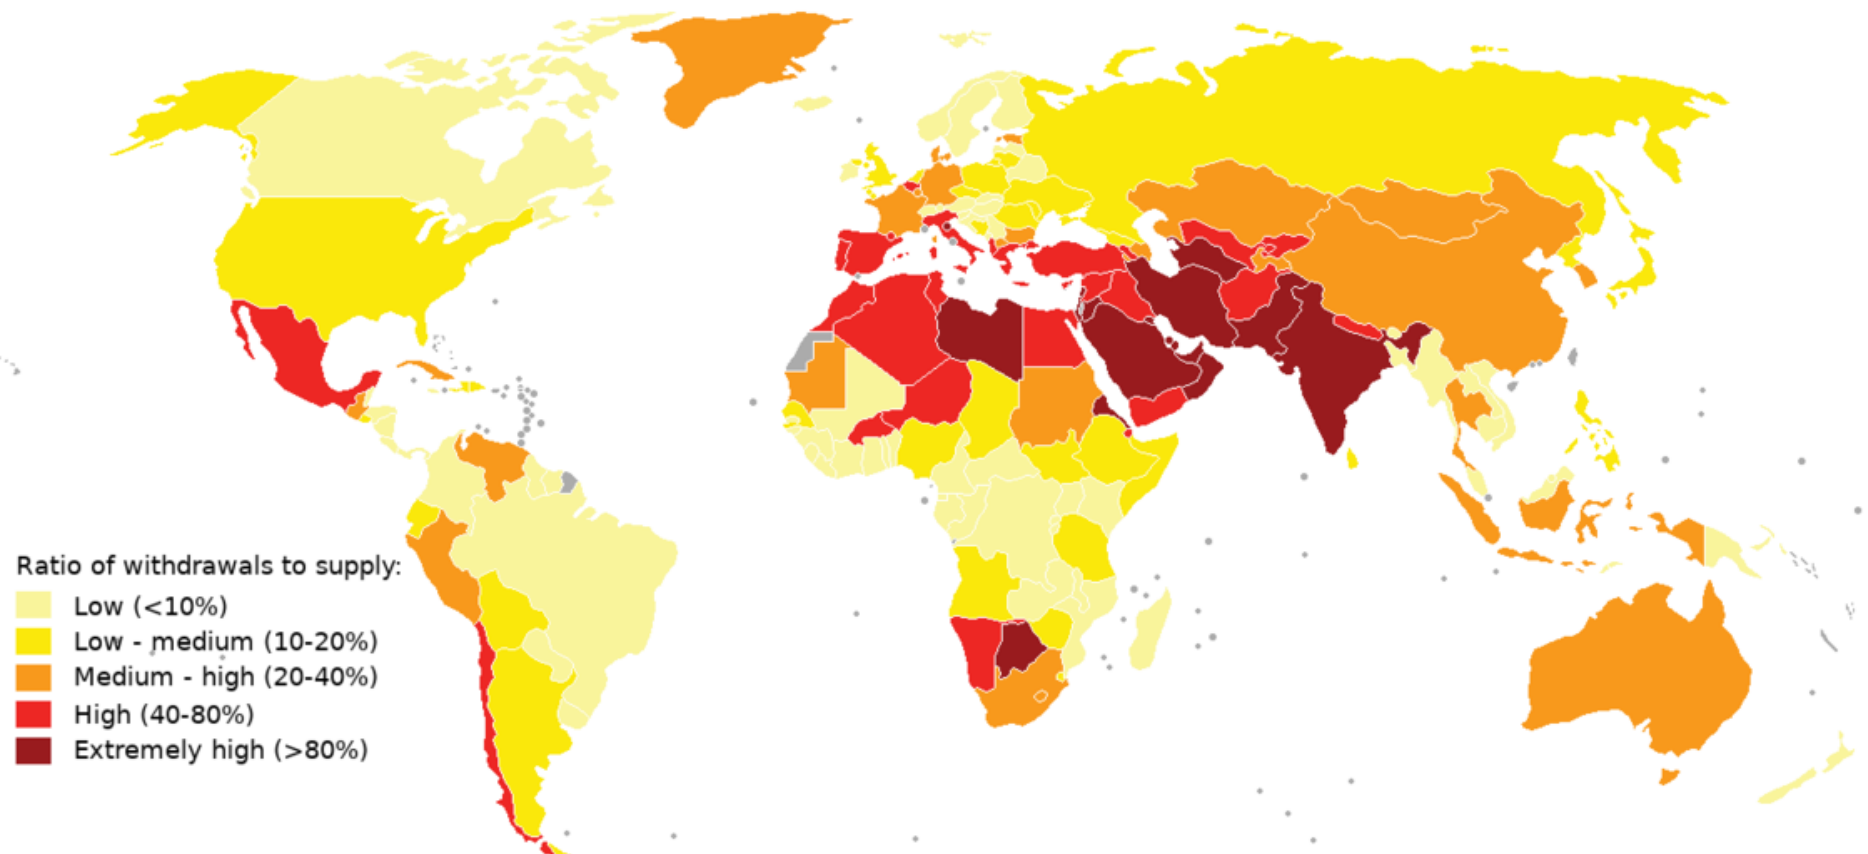 Ratio of withdrawals to supply:
Low (<10%)
Low - medium (10-20%)
Medium - high (20-40%)
High (40-80%)
Extremely high (>80%)